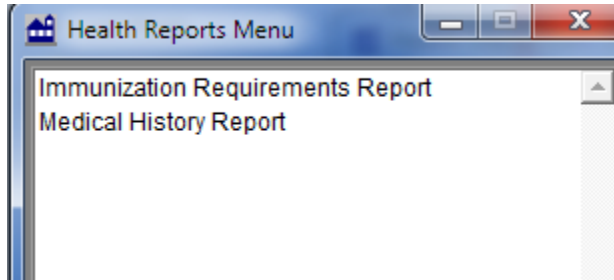 Health Reports Menu
Immunization Requirements Report
Medical History Report